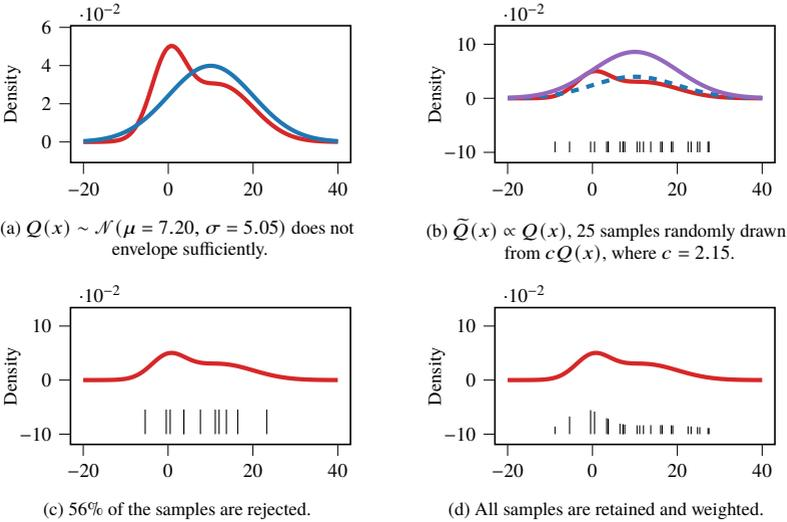 ·10⁻²
6
4
2
0
Density
−20 0 20 40
(a) Q(x) ∼ 𝒩(μ = 7.20, σ = 5.05) does not
envelope sufficiently.
·10⁻²
10
0
−10
Density
−20 0 20 40
(b) Q̃(x) ∝ Q(x), 25 samples randomly drawn
from cQ(x), where c = 2.15.
·10⁻²
10
0
−10
Density
−20 0 20 40
(c) 56% of the samples are rejected.
·10⁻²
10
0
−10
Density
−20 0 20 40
(d) All samples are retained and weighted.